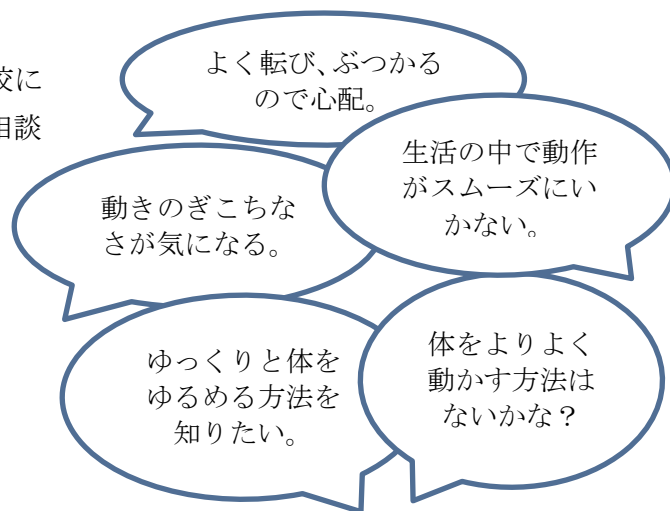 校に
相談
よく転び、ぶつかる
ので心配。
生活の中で動作
がスムーズにい
かない。
動きのぎこちな
さが気になる。
ゆっくりと体を
ゆるめる方法を
知りたい。
体をよりよく
動かす方法は
ないかな？